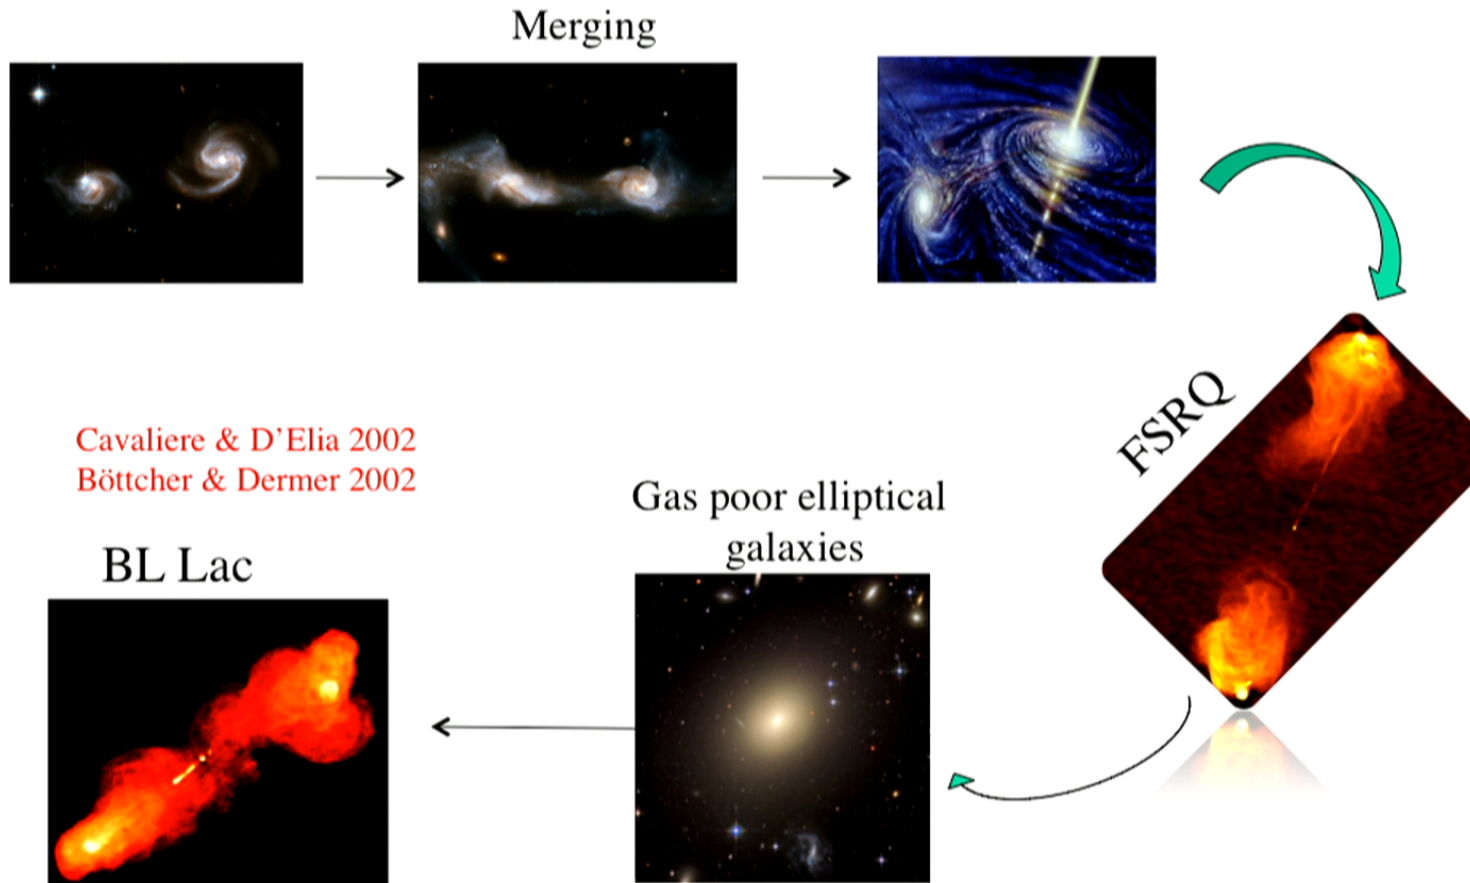 Merging
FSRQ
Cavaliere & D’Elia 2002
Böttcher & Dermer 2002
Gas poor elliptical
galaxies
BL Lac